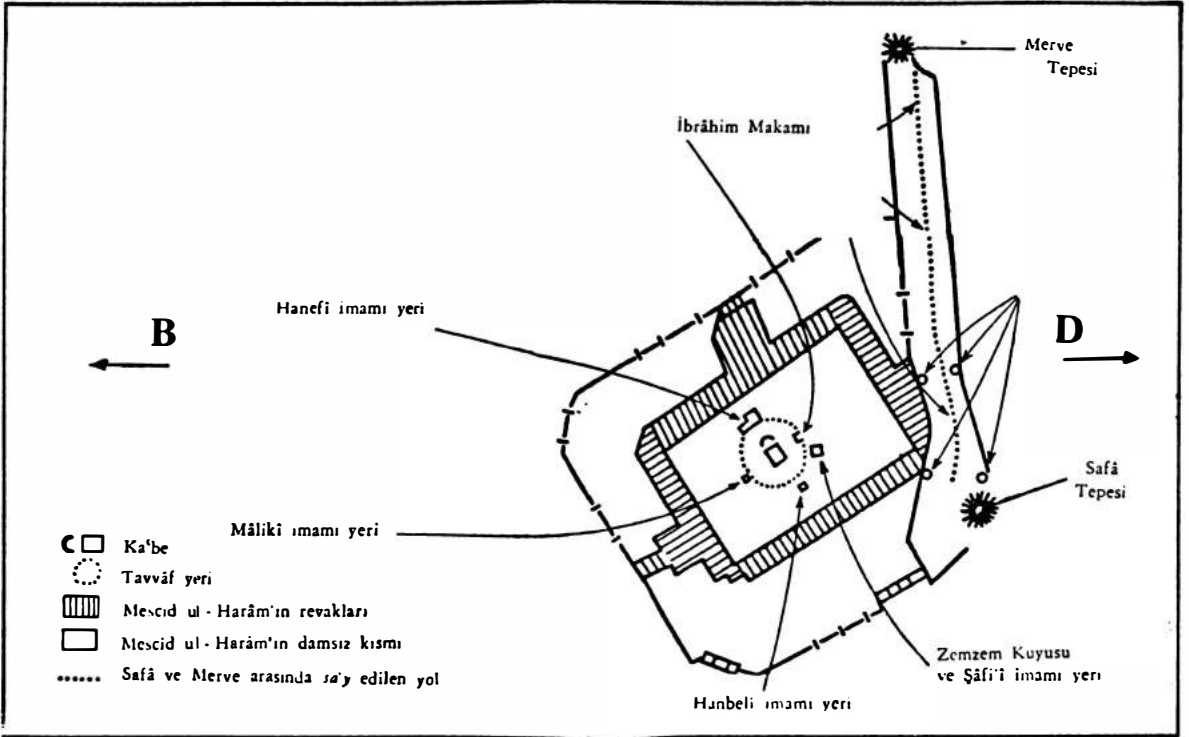 Merve
Tepesi
İbrâhim Makamı
Hanefî imamı yeri
B
D
Safâ
Tepesi
Mâlikî imamı yeri
Ka‘be
Tavvâf yeri
Mescid ul - Harâm'ın revakları
Mescid ul - Harâm'ın damsız kısmı
Safâ ve Merve arasında sa‘y edilen yol
Zemzem Kuyusu
ve Şâfi‘î imamı yeri
Hanbeli imamı yeri